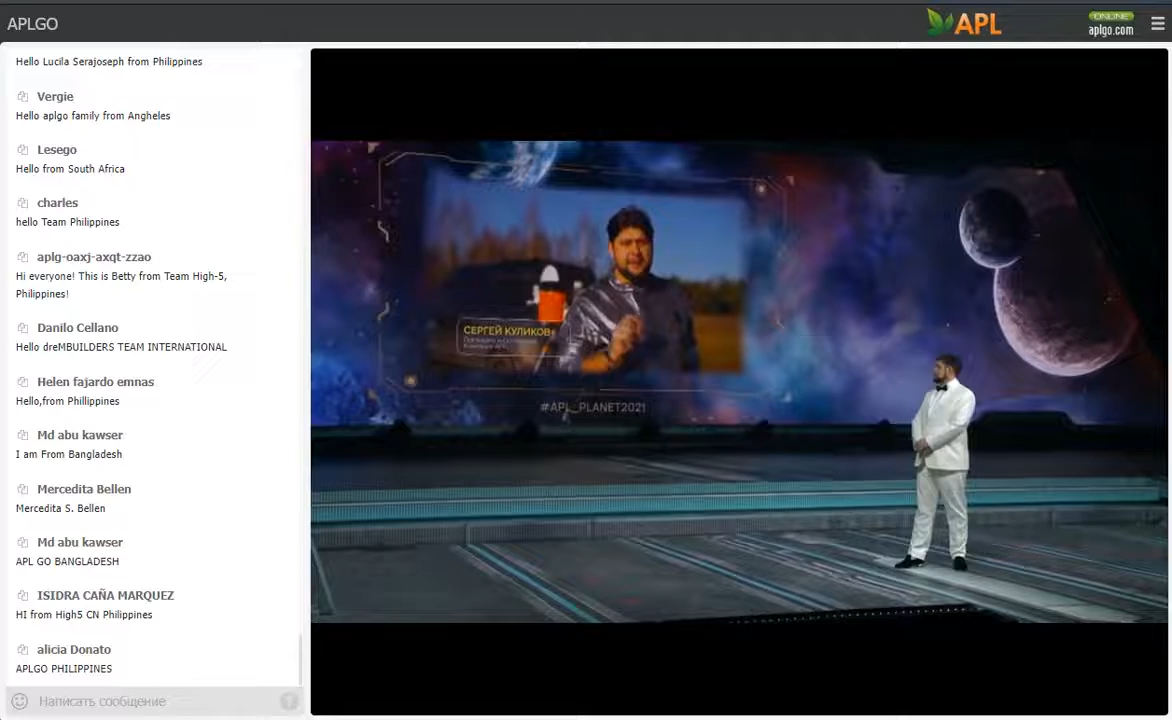 APLGO
APL
ONLINE
aplgo.com
Hello Lucila Serajoseph from Philippines
Vergie
Hello aplgo family from Angheles
Lesego
Hello from South Africa
charles
hello Team Philippines
aplg-oaxj-axqt-zzao
Hi everyone! This is Betty from Team High-5,
Philippines!
Danilo Cellano
Hello dreMBUILDERS TEAM INTERNATIONAL
Helen fajardo emnas
Hello,from Phillippines
Md abu kawser
I am From Bangladesh
Mercedita Bellen
Mercedita S. Bellen
Md abu kawser
APL GO BANGLADESH
ISIDRA CAÑA MARQUEZ
HI from High5 CN Philippines
alicia Donato
APLGO PHILIPPINES
Написать сообщение
СЕРГЕЙ КУЛИКОВ
#APL_PLANET2021